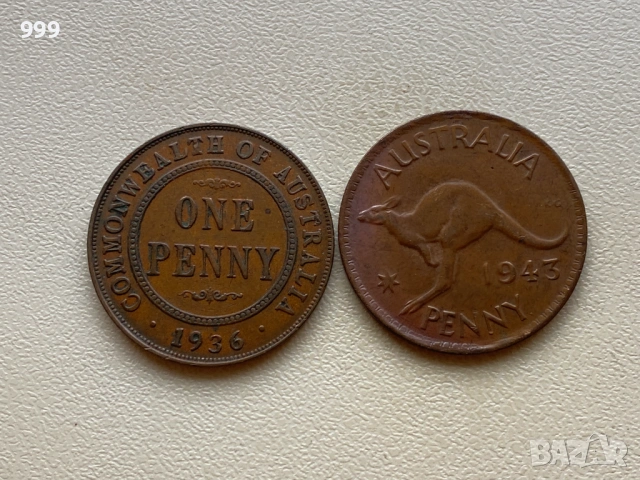 999
COMMONWEALTH OF AUSTRALIA
ONE
PENNY
· 1936 ·
AUSTRALIA
1943
PENNY
BAZAR